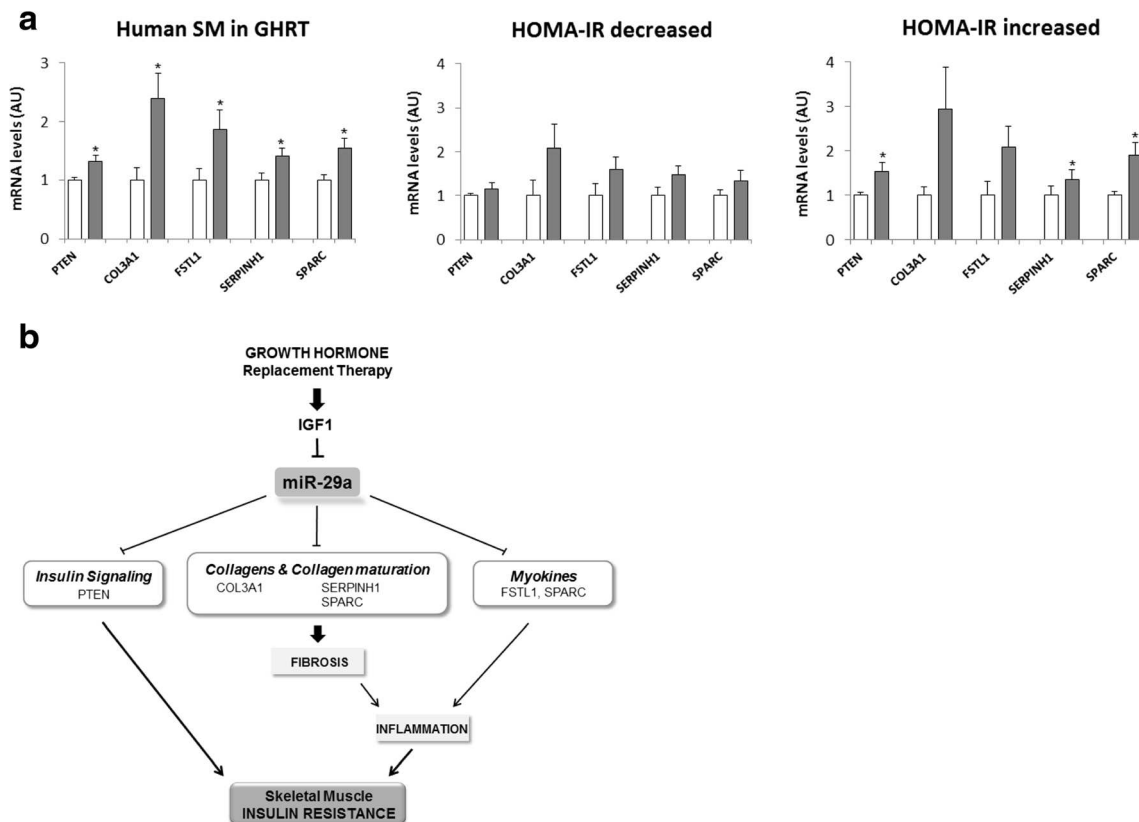 a
Human SM in GHRT
mRNA levels (AU)
3
2
1
0
* * * * *
PTEN
COL3A1
FSTL1
SERPINH1
SPARC
HOMA-IR decreased
mRNA levels (AU)
4
3
2
1
0
PTEN
COL3A1
FSTL1
SERPINH1
SPARC
HOMA-IR increased
mRNA levels (AU)
4
3
2
1
0
* * *
PTEN
COL3A1
FSTL1
SERPINH1
SPARC
b
GROWTH HORMONE
Replacement Therapy
IGF1
miR-29a
Insulin Signaling
PTEN
Collagens & Collagen maturation
COL3A1 SERPINH1
SPARC
Myokines
FSTL1, SPARC
FIBROSIS
INFLAMMATION
Skeletal Muscle
INSULIN RESISTANCE